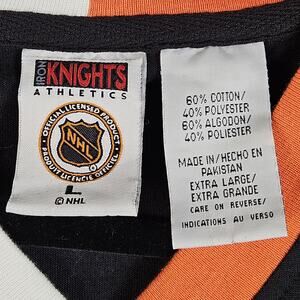 IRON
KNIGHTS
ATHLETICS
OFFICIAL LICENSED PRODUCT
NHL
PRODUIT LICENCIE OFFICIEL
L
© NHL
60% COTTON/
40% POLYESTER
60% ALGODON/
40% POLIESTER
MADE IN/HECHO EN
PAKISTAN
EXTRA LARGE/
EXTRA GRANDE
CARE ON REVERSE/
INDICATIONS AU VERSO